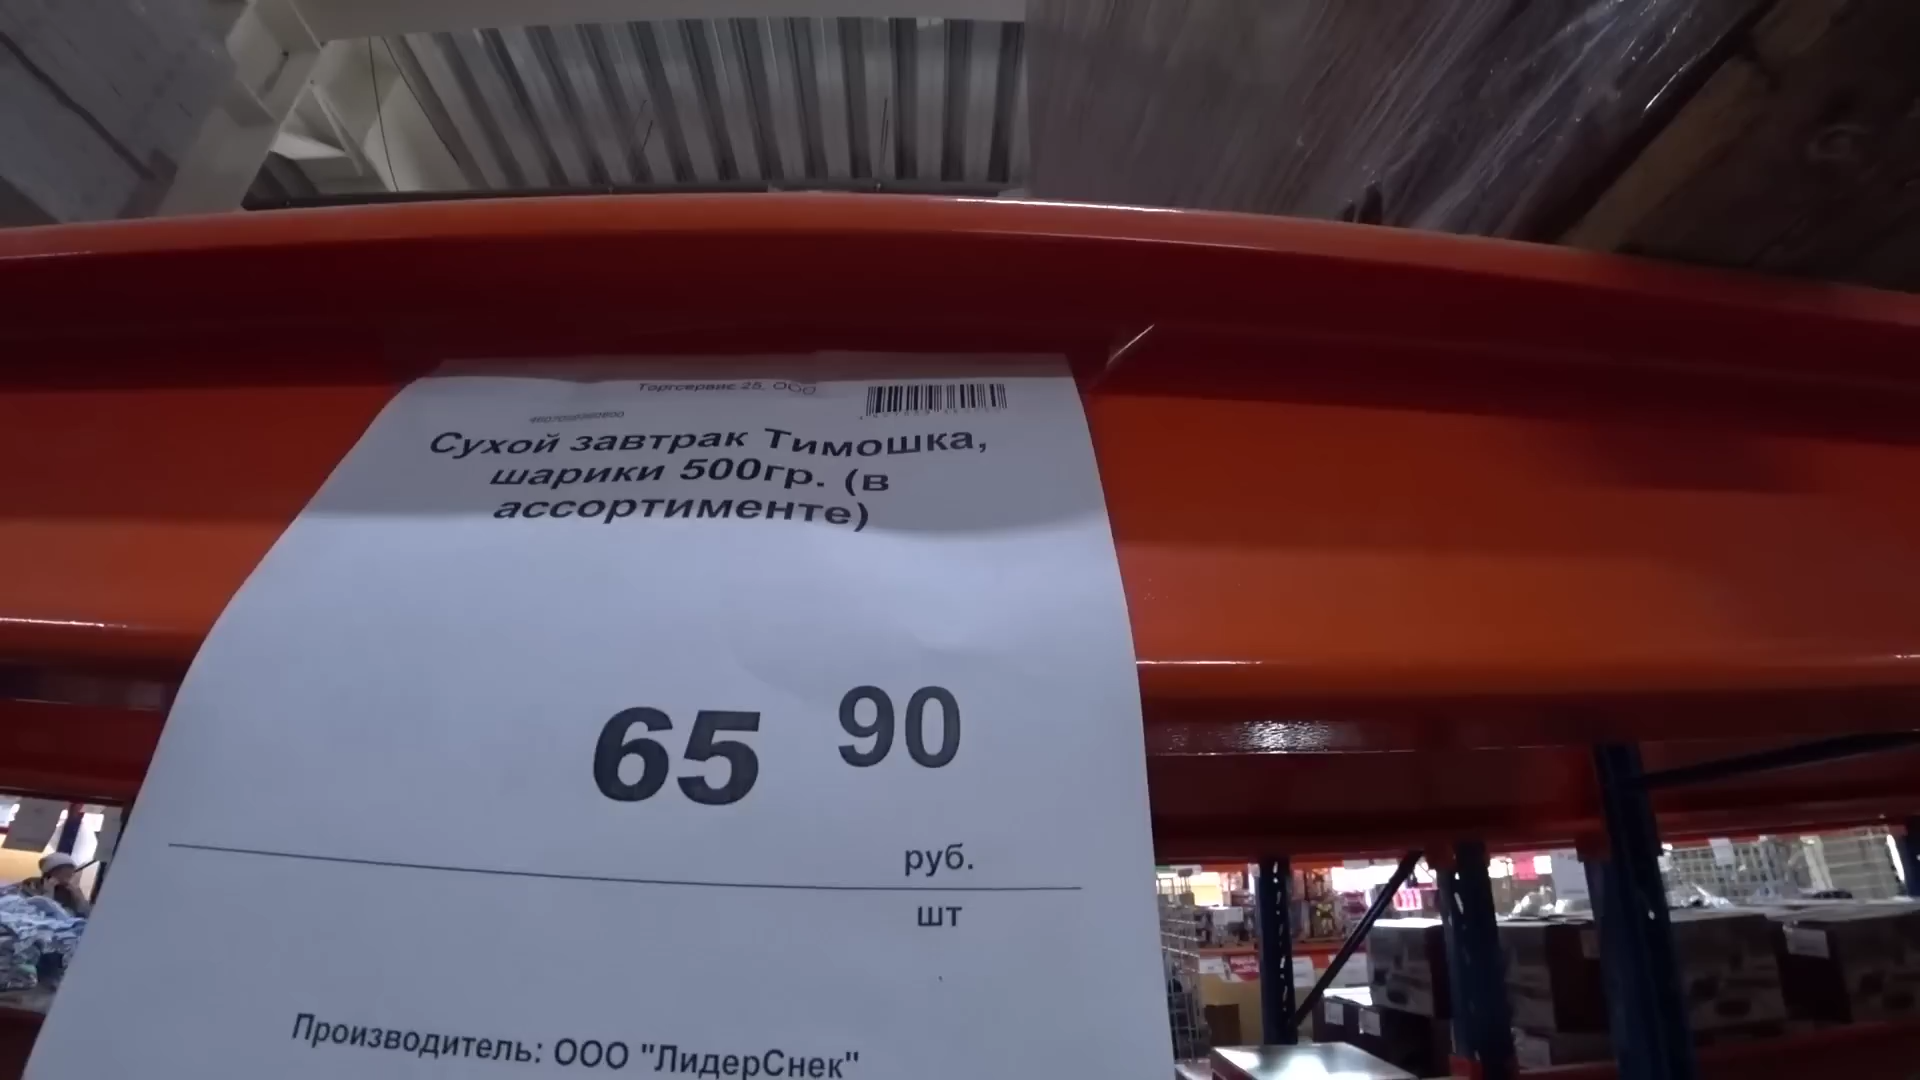 Торгсервис 25, ООО
Сухой завтрак Тимошка,
шарики 500гр. (в
ассортименте)
65 90
руб.
шт
Производитель: ООО "ЛидерСнек"